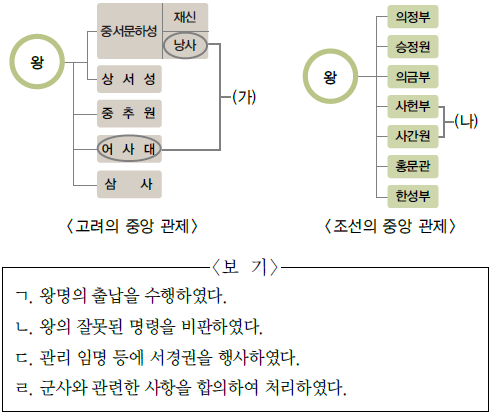 왕
중서문하성
재신
낭사
상 서 성
중 추 원
어 사 대
삼 사
(가)
<고려의 중앙 관제>
왕
의정부
승정원
의금부
사헌부
사간원
홍문관
한성부
(나)
<조선의 중앙 관제>
<보 기>
ㄱ. 왕명의 출납을 수행하였다.
ㄴ. 왕의 잘못된 명령을 비판하였다.
ㄷ. 관리 임명 등에 서경권을 행사하였다.
ㄹ. 군사와 관련한 사항을 합의하여 처리하였다.